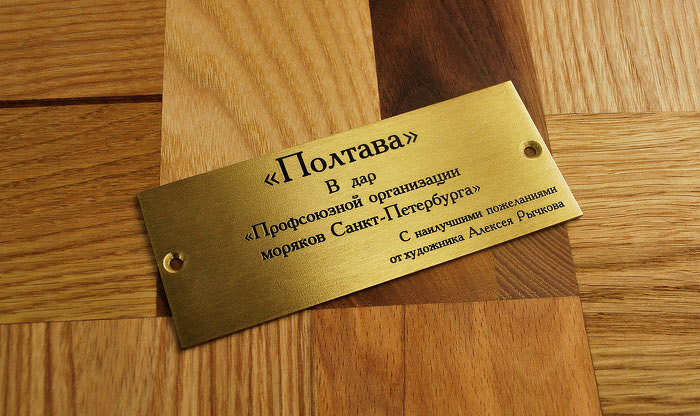 «Полтава»
В дар
«Профсоюзной организации
моряков Санкт-Петербурга»
С наилучшими пожеланиями
от художника Алексея Рычкова